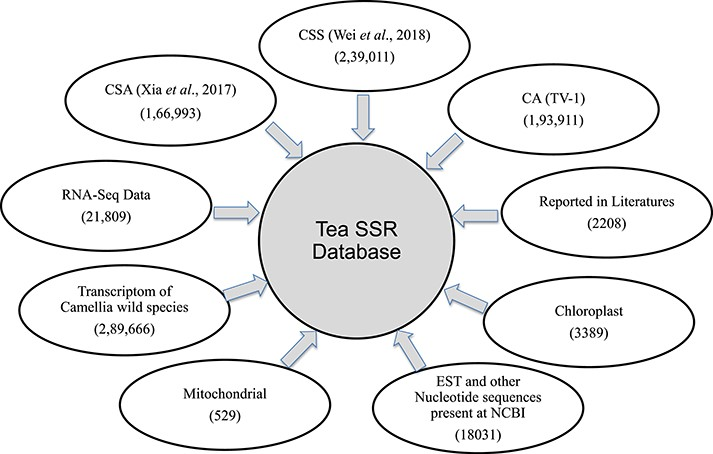 CSS (Wei et al., 2018)
(2,39,011)
CSA (Xia et al., 2017)
(1,66,993)
CA (TV-1)
(1,93,911)
RNA-Seq Data
(21,809)
Tea SSR
Database
Reported in Literatures
(2208)
Transcriptom of
Camellia wild species
(2,89,666)
Chloroplast
(3389)
Mitochondrial
(529)
EST and other
Nucleotide sequences
present at NCBI
(18031)